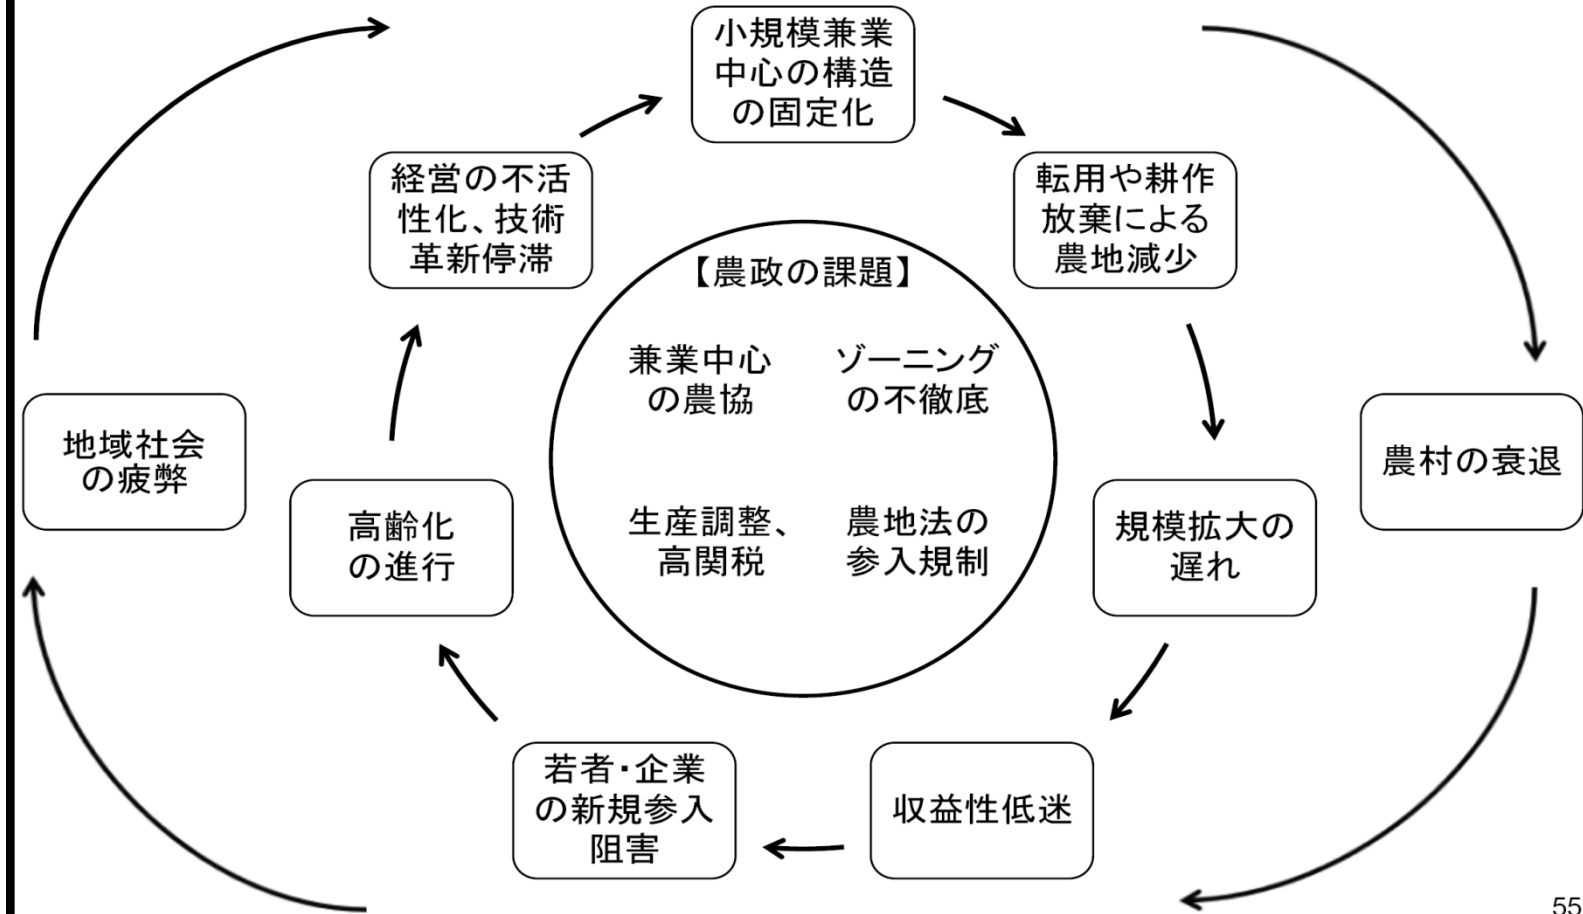 小規模兼業
中心の構造
の固定化
経営の不活
性化、技術
革新停滞
転用や耕作
放棄による
農地減少
【農政の課題】
兼業中心
の農協
ゾーニング
の不徹底
生産調整、
高関税
農地法の
参入規制
地域社会
の疲弊
農村の衰退
高齢化
の進行
規模拡大の
遅れ
若者・企業
の新規参入
阻害
収益性低迷
55